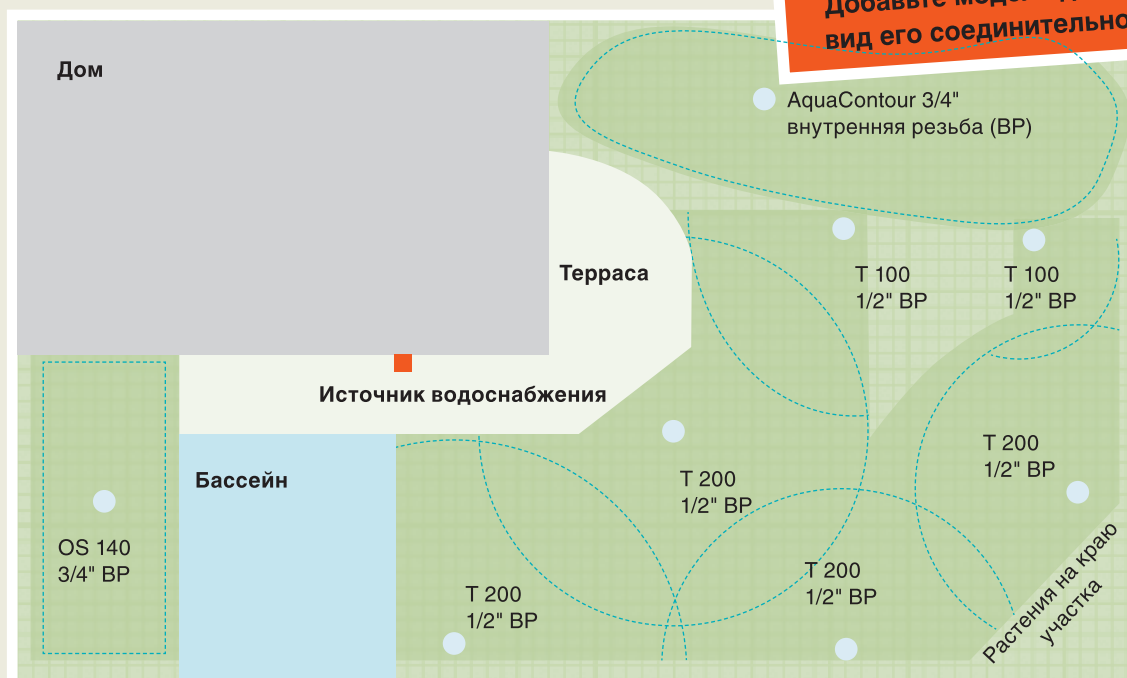 Добавьте
вид его соединительно
Дом
AquaContour 3/4"
внутренняя резьба (ВР)
Терраса
T 100
1/2" ВР
T 100
1/2" ВР
Источник водоснабжения
T 200
1/2" ВР
Бассейн
T 200
1/2" ВР
OS 140
3/4" ВР
T 200
1/2" ВР
T 200
1/2" ВР
Растения на краю
участка